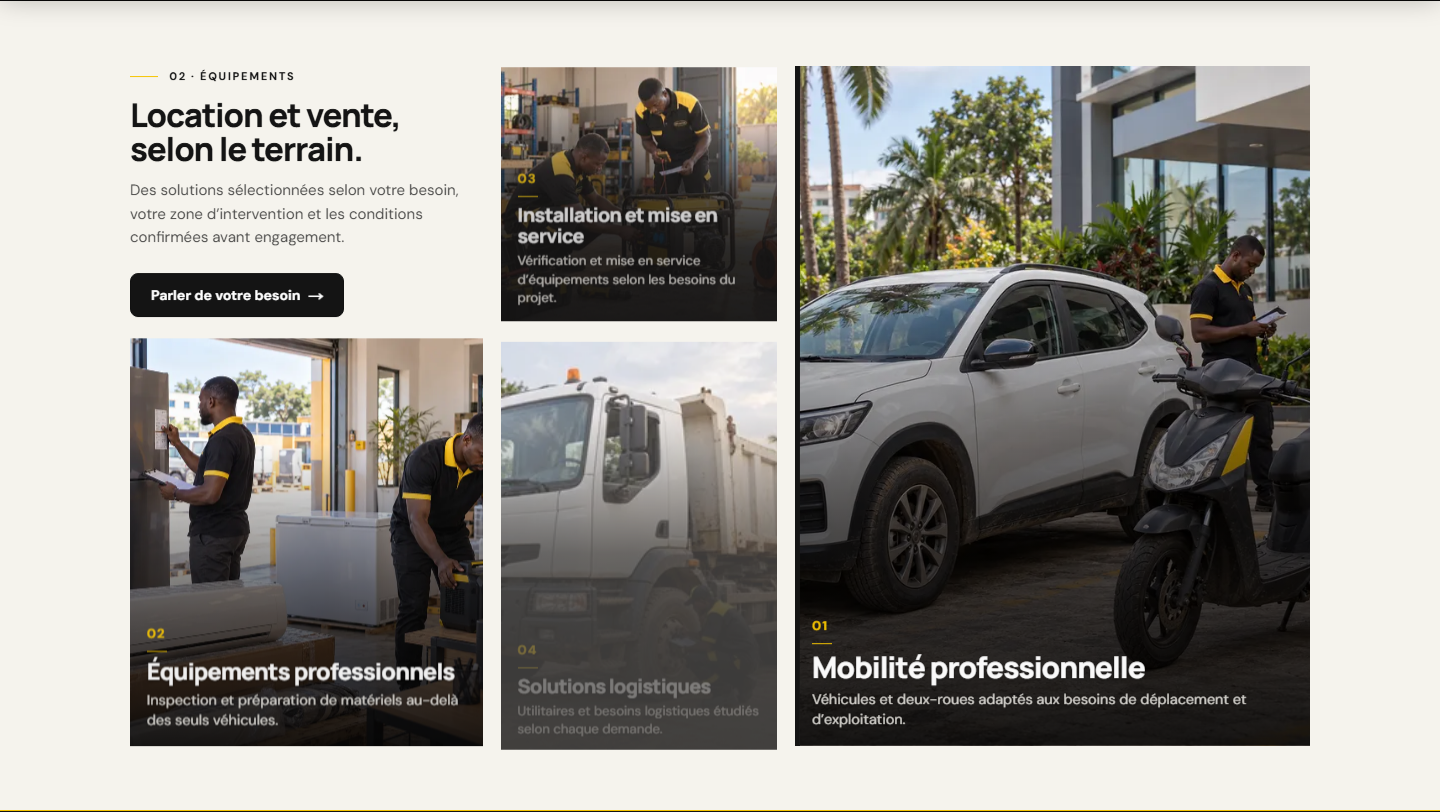 02 · ÉQUIPEMENTS
Location et vente,
selon le terrain.
Des solutions sélectionnées selon votre besoin,
votre zone d’intervention et les conditions
confirmées avant engagement.
Parler de votre besoin →
03
Installation et mise en
service
Vérification et mise en service
d’équipements selon les besoins du
projet.
02
Équipements professionnels
Inspection et préparation de matériels au-delà
des seuls véhicules.
04
Solutions logistiques
Utilitaires et besoins logistiques étudiés
selon chaque demande.
01
Mobilité professionnelle
Véhicules et deux-roues adaptés aux besoins de déplacement et
d’exploitation.